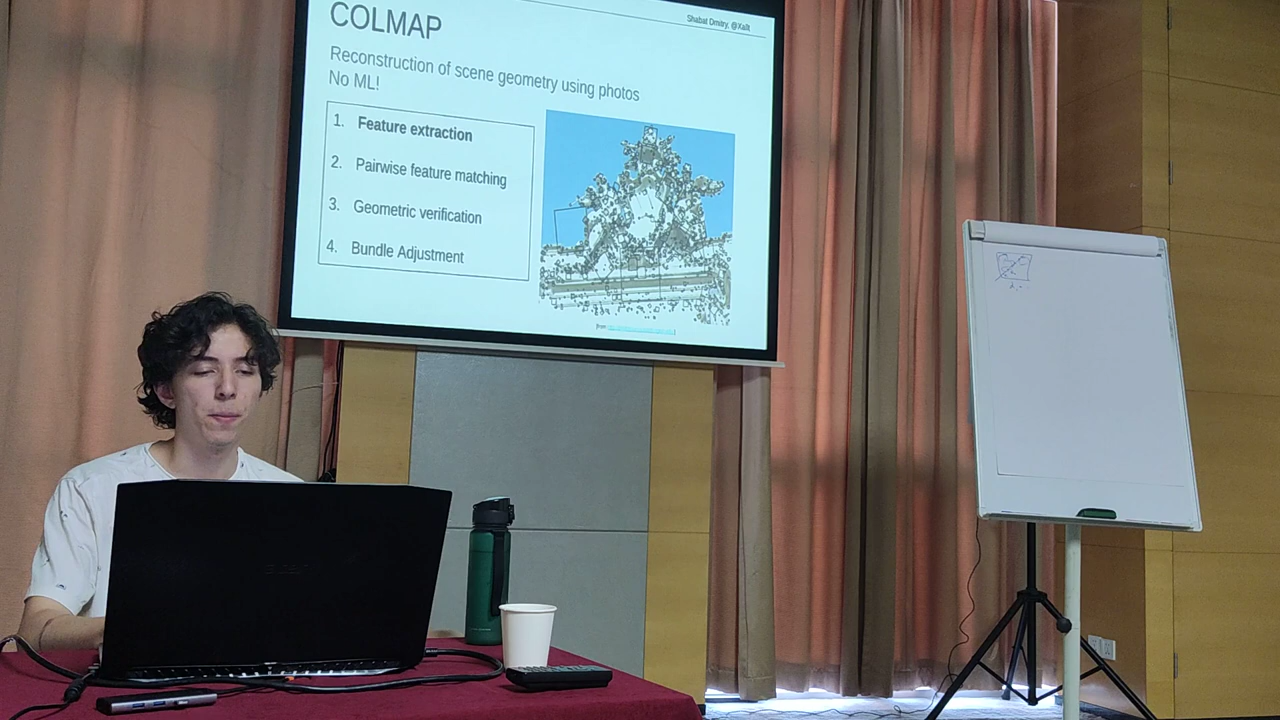 COLMAP
Shabat Dmitry, @Xallt
Reconstruction of scene geometry using photos
No ML!
1. Feature extraction
2. Pairwise feature matching
3. Geometric verification
4. Bundle Adjustment